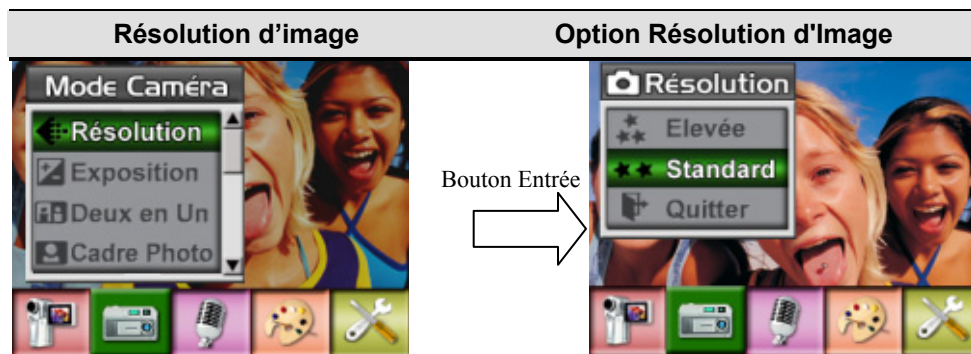 Résolution d’image
Option Résolution d'Image
Mode Caméra
Résolution
Exposition
Deux en Un
Cadre Photo
Bouton Entrée
Résolution
Elevée
Standard
Quitter